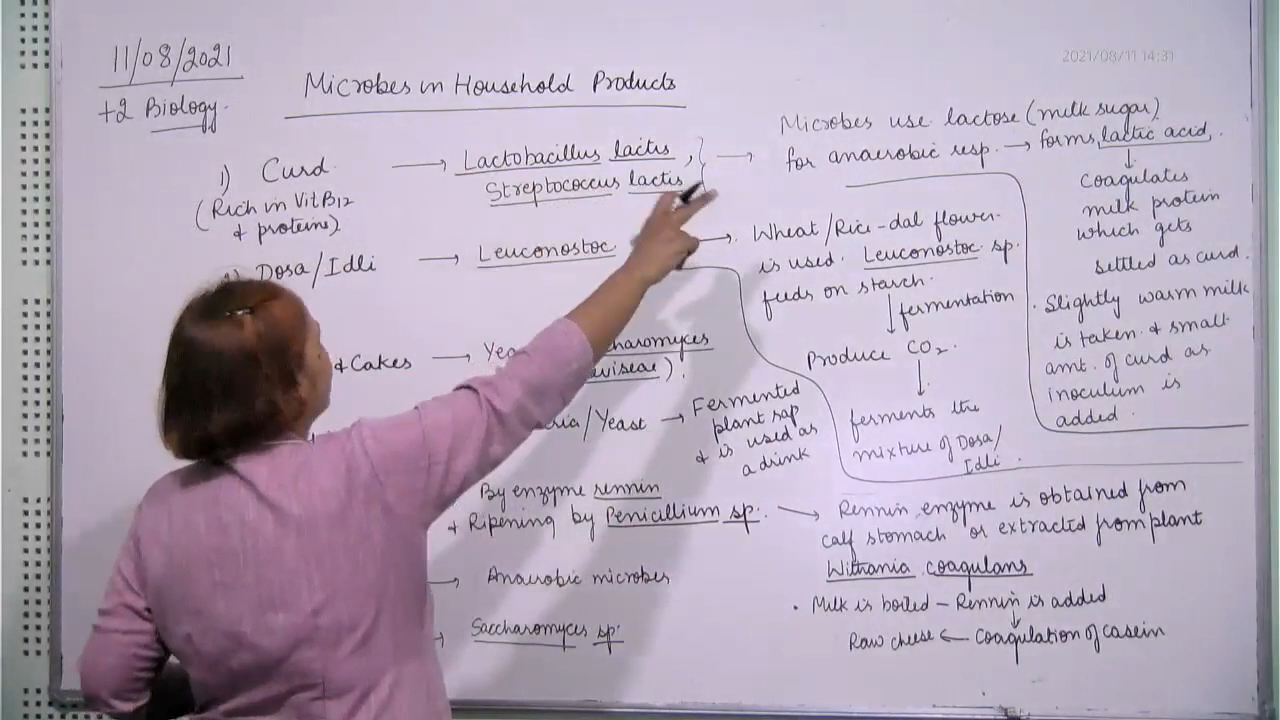 11/08/2021
2021/08/11 14:31
+2 Biology.
Microbes in Household Products
1) Curd
(Rich in Vit B12
& proteins)
Lactobacillus lactis,
Streptococcus lactis
Microbes use lactose (milk sugar)
for anaerobic resp. → forms lactic acid.
↓
Coagulates
milk protein
which gets
settled as curd.
. Slightly warm milk
is taken & small
amt. of curd as
inoculum is
added.
Dosa/Idli → Leuconostoc
→ Wheat/Rice-dal flower
is used. Leuconostoc sp.
feeds on starch.
↓ fermentation
Produce CO2.
↓
ferments the
mixture of Dosa/
Idli.
& Cakes →
/Yeast → Fermented
plant sap
& is used as
a drink
By enzyme rennin
& Ripening by Penicillium sp. →
Rennin enzyme is obtained from
calf stomach or extracted from plant
Withania coagulans
. Milk is boiled – Rennin is added
↓
Raw cheese ← Coagulation of casein
→ Anaerobic microbes
→ Saccharomyces sp.